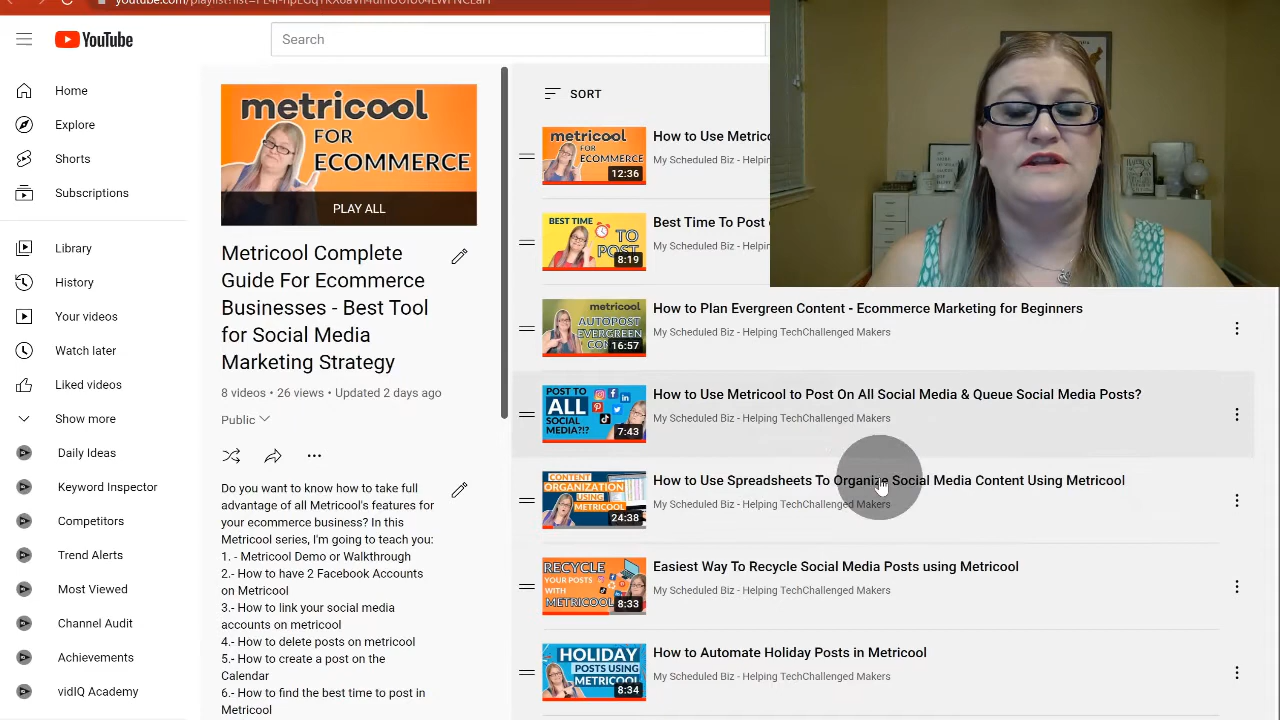 YouTube
Search
Home
Explore
Shorts
Subscriptions
Library
History
Your videos
Watch later
Liked videos
Show more
Daily Ideas
Keyword Inspector
Competitors
Trend Alerts
Most Viewed
Channel Audit
Achievements
vidIQ Academy
metricool
FOR
ECOMMERCE
PLAY ALL
Metricool Complete
Guide For Ecommerce
Businesses - Best Tool
for Social Media
Marketing Strategy
8 videos • 26 views • Updated 2 days ago
Public
Do you want to know how to take full
advantage of all Metricool's features for
your ecommerce business? In this
Metricool series, I'm going to teach you:
1. - Metricool Demo or Walkthrough
2.- How to have 2 Facebook Accounts
on Metricool
3.- How to link your social media
accounts on metricool
4.- How to delete posts on metricool
5.- How to create a post on the
Calendar
6.- How to find the best time to post in
Metricool
SORT
metricool
FOR
ECOMMERCE
12:36
How to Use Metrico
My Scheduled Biz - Helpin
BEST TIME
TO
POST
8:19
Best Time To Post
My Scheduled Biz - Helpin
metricool
AUTOPOST
EVERGREEN
16:57
How to Plan Evergreen Content - Ecommerce Marketing for Beginners
My Scheduled Biz - Helping TechChallenged Makers
POST TO
ALL
SOCIAL
MEDIA?!?
7:43
How to Use Metricool to Post On All Social Media & Queue Social Media Posts?
My Scheduled Biz - Helping TechChallenged Makers
CONTENT
ORGANIZATION
USING
METRICOOL
24:38
How to Use Spreadsheets To Organize Social Media Content Using Metricool
My Scheduled Biz - Helping TechChallenged Makers
RECYCLE
YOUR POSTS
WITH
METRICOOL
8:33
Easiest Way To Recycle Social Media Posts using Metricool
My Scheduled Biz - Helping TechChallenged Makers
HOLIDAY
POSTS USING
METRICOOL
8:34
How to Automate Holiday Posts in Metricool
My Scheduled Biz - Helping TechChallenged Makers